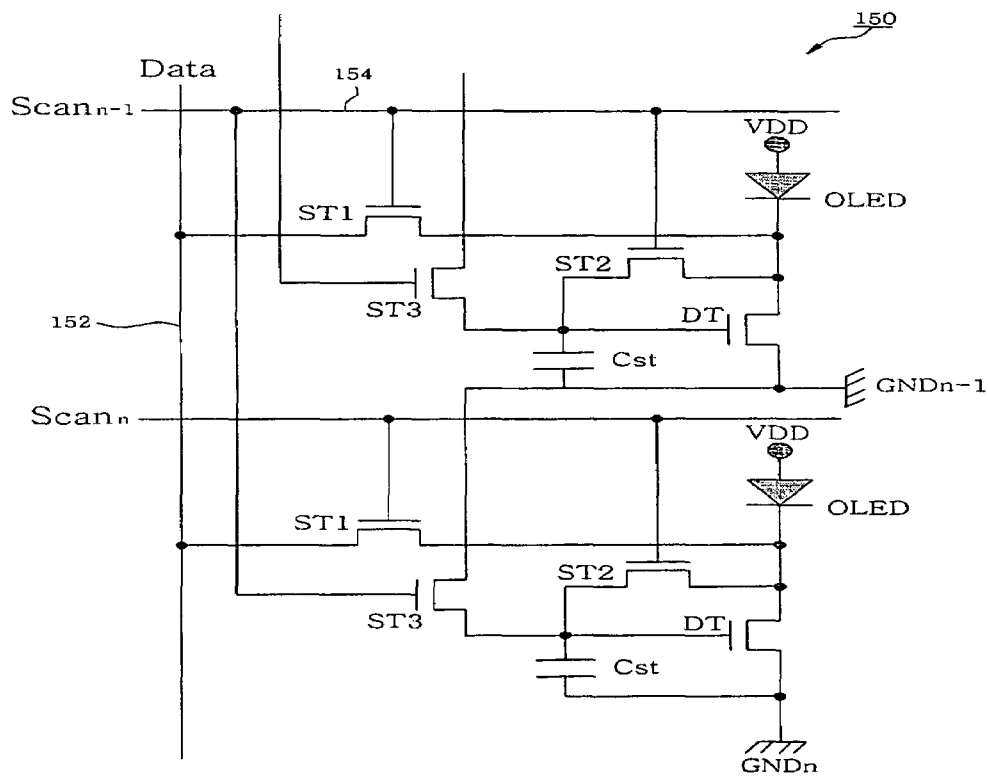 150
Data
154
Scann-1
VDD
OLED
ST1
ST2
ST3
DT
152
Cst
GNDn-1
Scann
VDD
OLED
ST1
ST2
ST3
DT
Cst
GNDn